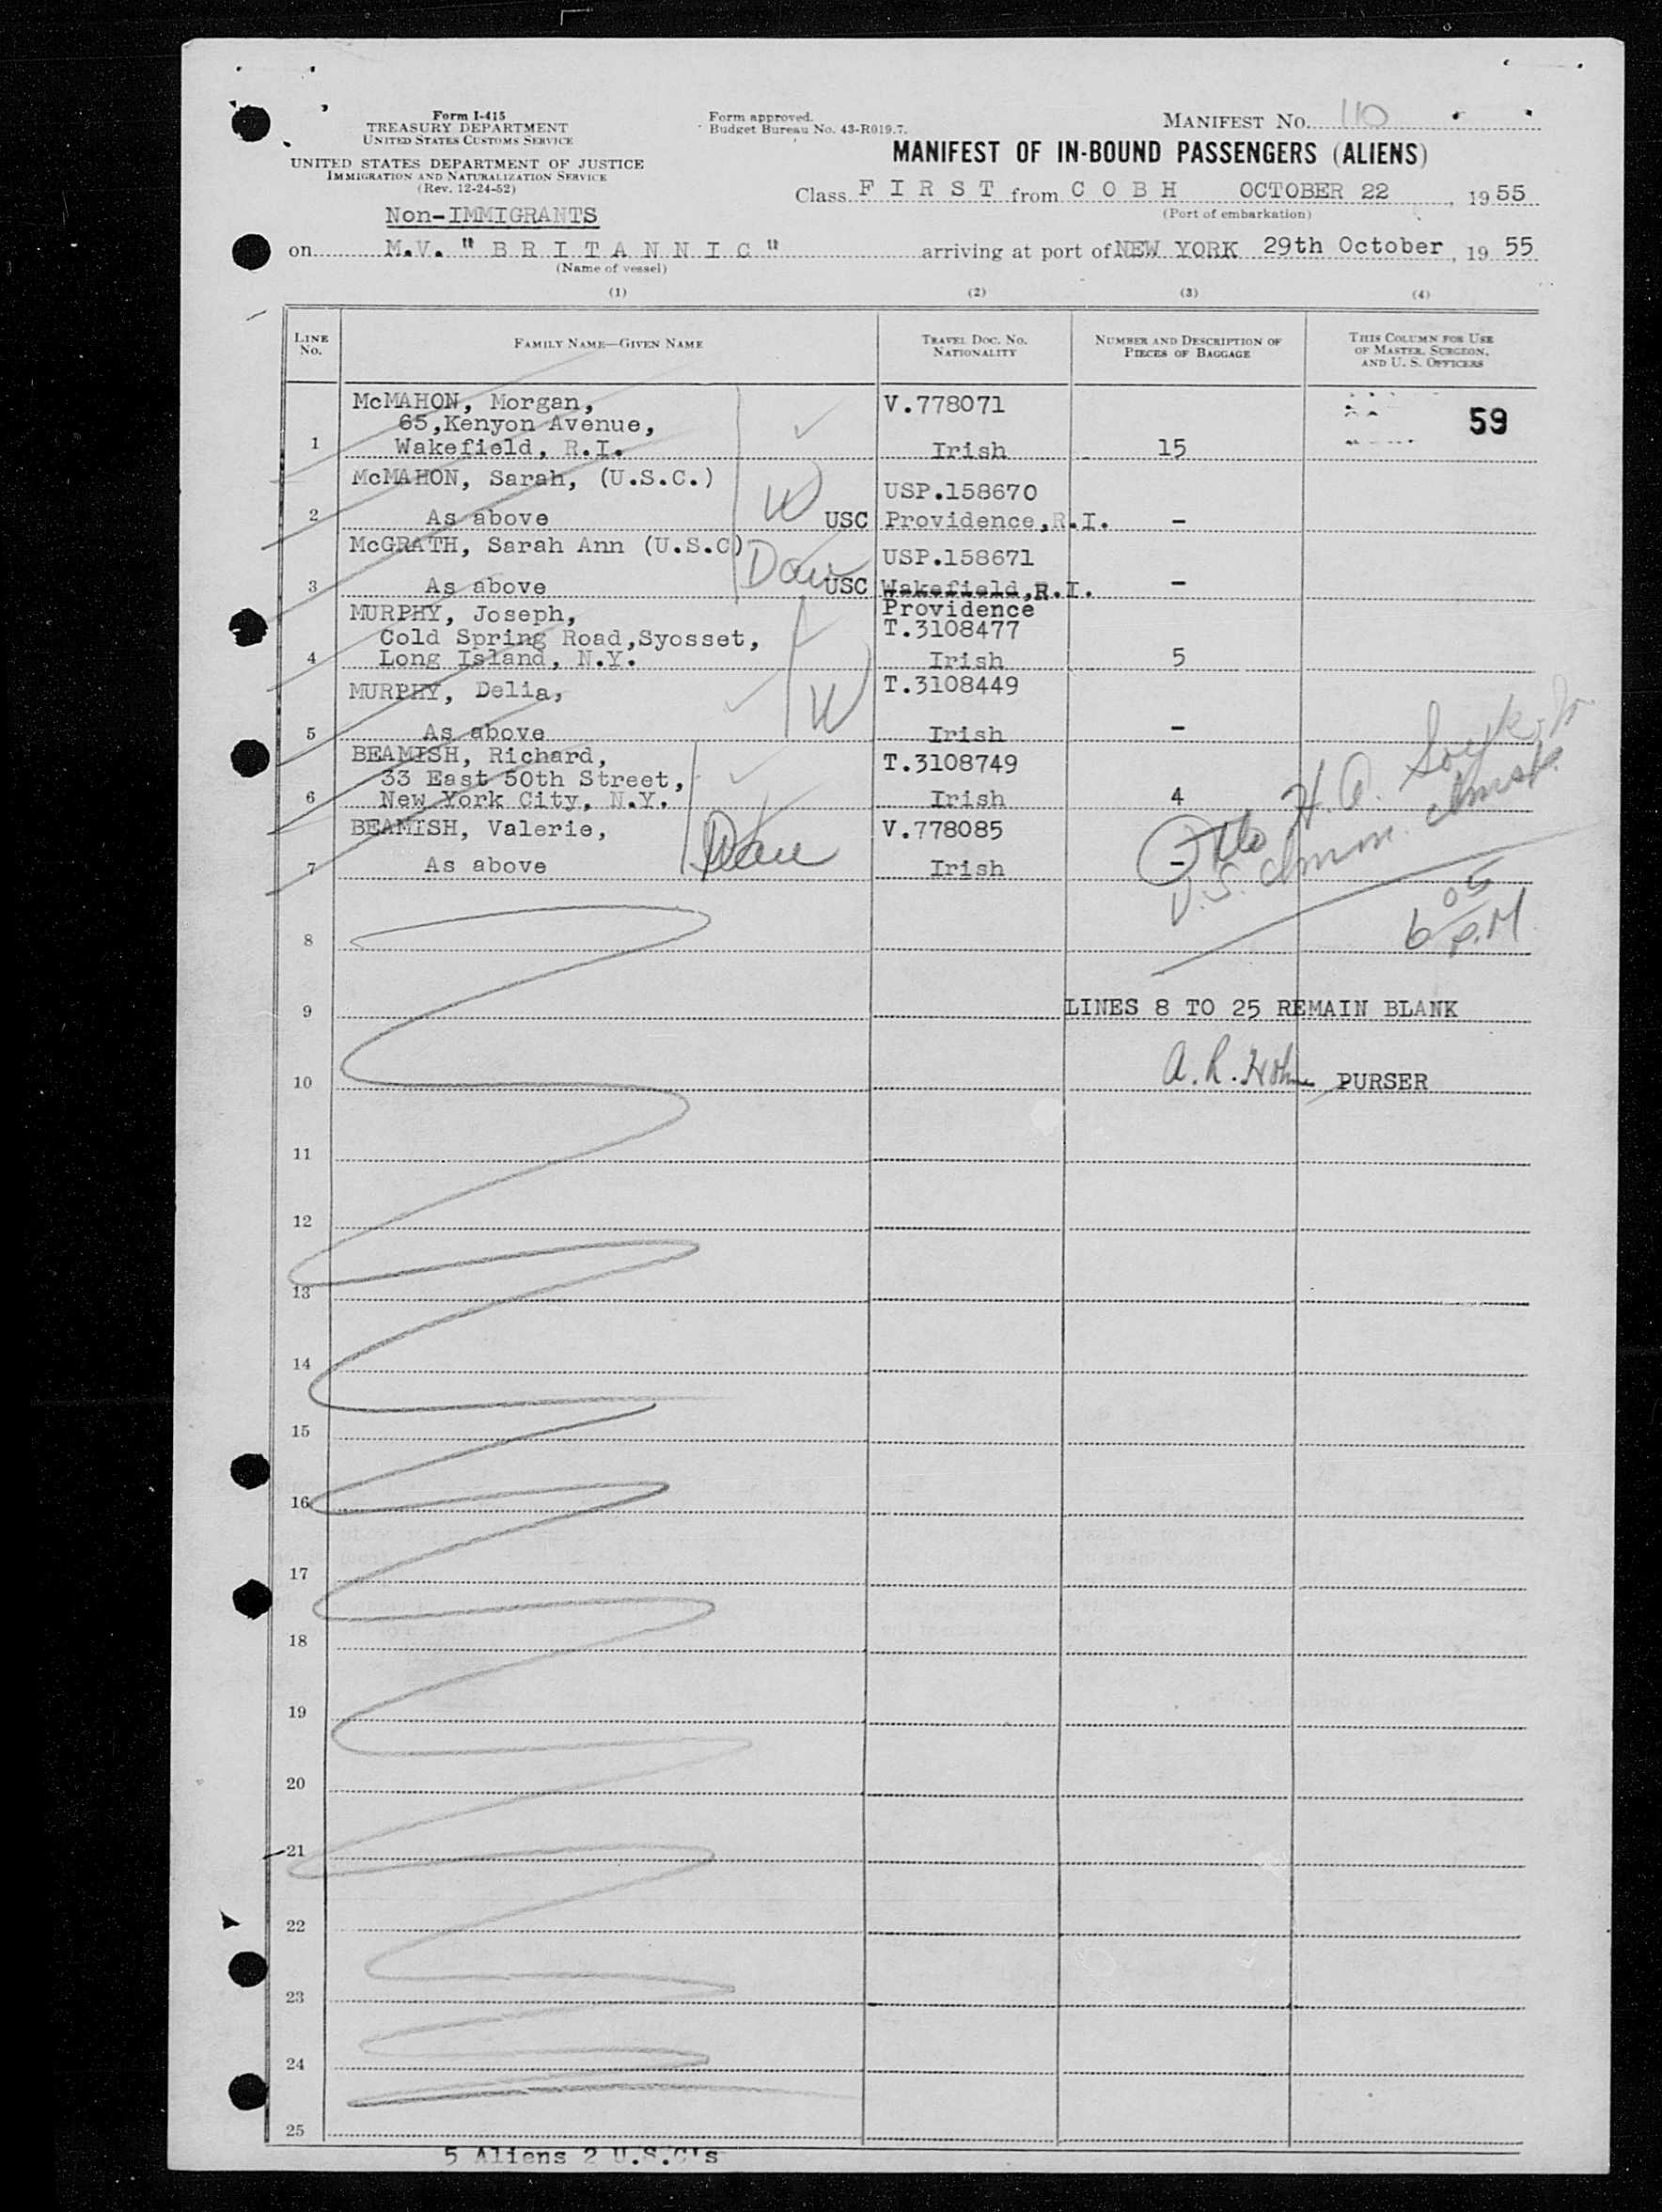 Form I-415
TREASURY DEPARTMENT
UNITED STATES CUSTOMS SERVICE
UNITED STATES DEPARTMENT OF JUSTICE
IMMIGRATION AND NATURALIZATION SERVICE
(Rev. 12-24-52)
Non-IMMIGRANTS
Form approved.
Budget Bureau No. 43-R019.7.
MANIFEST NO. 110
MANIFEST OF IN-BOUND PASSENGERS (ALIENS)
Class F I R S T from C O B H OCTOBER 22, 1955
(Port of embarkation)
on M.V. "B R I T A N N I C" arriving at port of NEW YORK 29th October, 19 55
(Name of vessel)
(1) (2) (3) (4)
LINE NO. FAMILY NAME—GIVEN NAME TRAVEL DOC. NO. NATIONALITY NUMBER AND DESCRIPTION OF PIECES OF BAGGAGE THIS COLUMN FOR USE OF MASTER, SURGEON, AND U. S. OFFICERS
McMAHON, Morgan, V.778071
65,Kenyon Avenue, 59
1 Wakefield, R.I. Irish 15
McMAHON, Sarah, (U.S.C.) USP.158670
W
2 As above USC Providence,R.I. -
McGRATH, Sarah Ann (U.S.C) USP.158671
3 As above USC Wakefield,R.I. -
Providence
MURPHY, Joseph, T.3108477
Cold Spring Road,Syosset,
4 Long Island, N.Y. Irish 5
MURPHY, Delia, T.3108449
W
5 As above Irish -
BEAMISH, Richard, T.3108749
33 East 50th Street,
6 New York City, N.Y. Irish 4
BEAMISH, Valerie, V.778085
7 As above Irish -
H. A.
U.S. Imm.
6 05 P.M
8
LINES 8 TO 25 REMAIN BLANK
9
A. R. PURSER
10
11
12
13
14
15
16
17
18
19
20
21
22
23
24
25
5 Aliens 2 U.S.C's